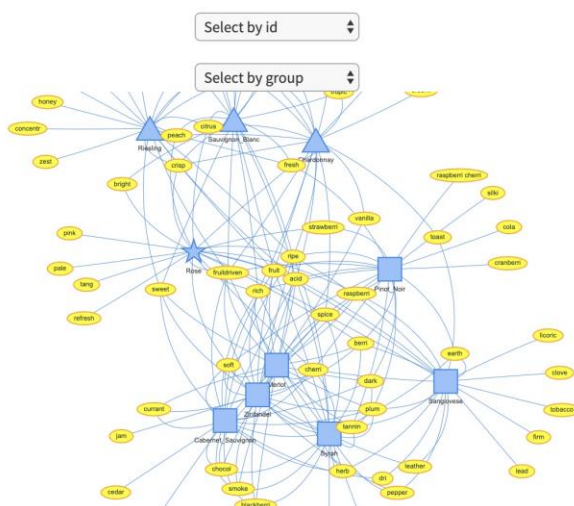 Select by id
Select by group
tropic
honey
concentr
zest
Riesling
peach
citrus
Sauvignon_Blanc
Chardonnay
crisp
fresh
bright
raspberri cherri
silki
cola
cranberri
pink
pale
tang
refresh
Rose
strawberri
vanilla
toast
ripe
fruit
fruitdriven
acid
rich
sweet
raspberri
Pinot_Noir
spice
berri
earth
licoric
clove
tobacco
firm
lead
soft
cherri
Merlot
dark
Sangiovese
Zinfandel
currant
plum
jam
Cabernet_Sauvignon
tannin
Syrah
chocol
herb
leather
dri
pepper
cedar
smoke
blackberri